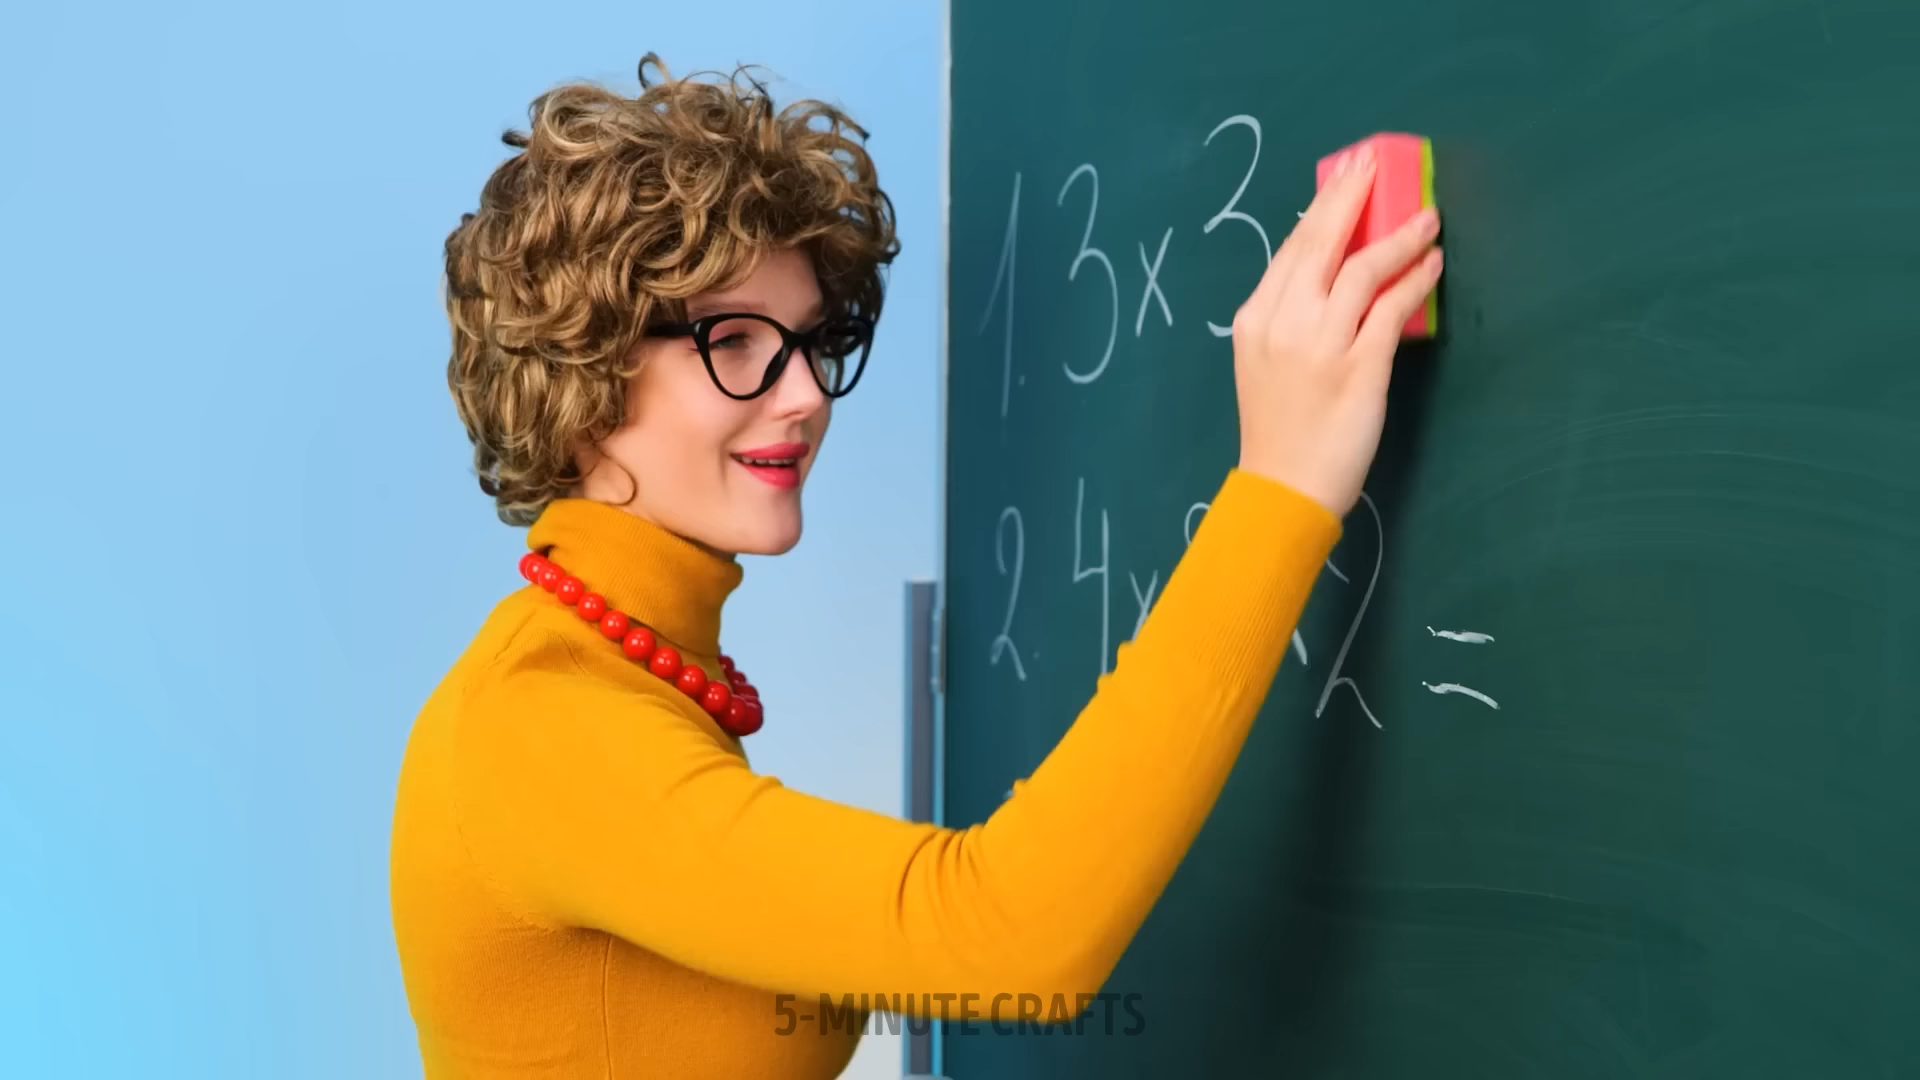 1. 3x3
2. 4x 2 =
5-MINUTE CRAFTS